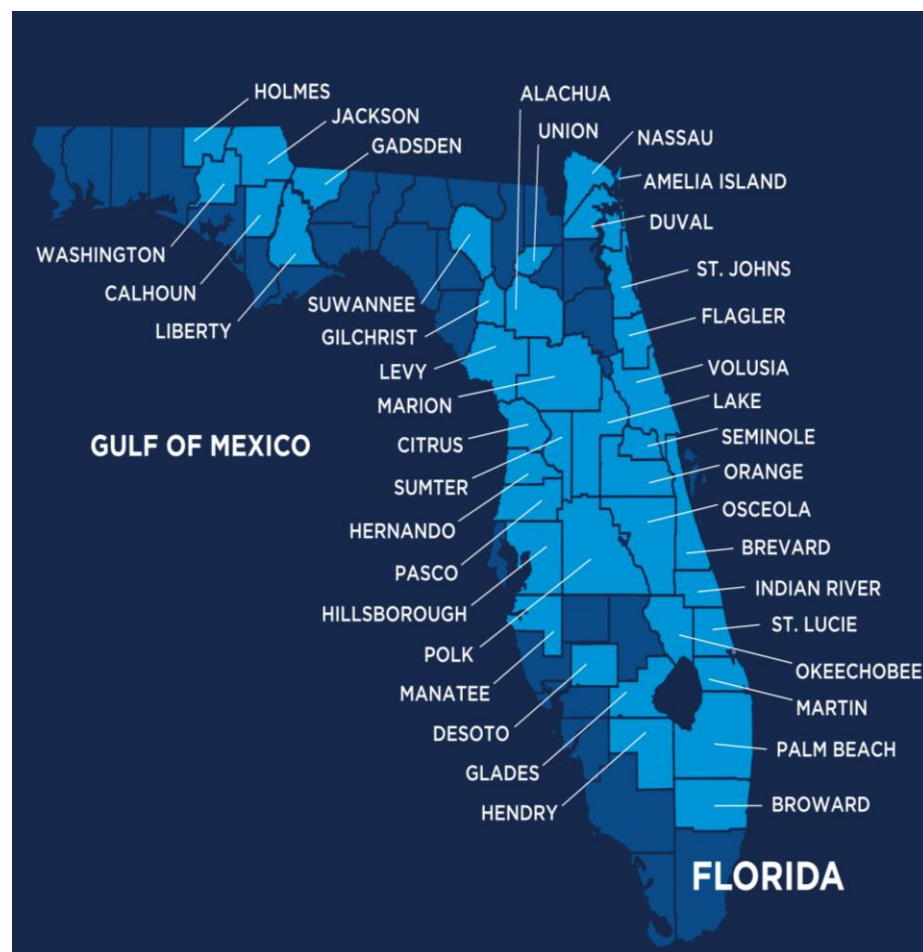 HOLMES
JACKSON
GADSDEN
ALACHUA
UNION
NASSAU
AMELIA ISLAND
DUVAL
WASHINGTON
CALHOUN
LIBERTY
SUWANNEE
GILCHRIST
LEVY
MARION
CITRUS
SUMTER
HERNANDO
PASCO
HILLSBOROUGH
POLK
MANATEE
DESOTO
GLADES
HENDRY
ST. JOHNS
FLAGLER
VOLUSIA
LAKE
SEMINOLE
ORANGE
OSCEOLA
BREVARD
INDIAN RIVER
ST. LUCIE
OKEECHOBEE
MARTIN
PALM BEACH
BROWARD
GULF OF MEXICO
FLORIDA